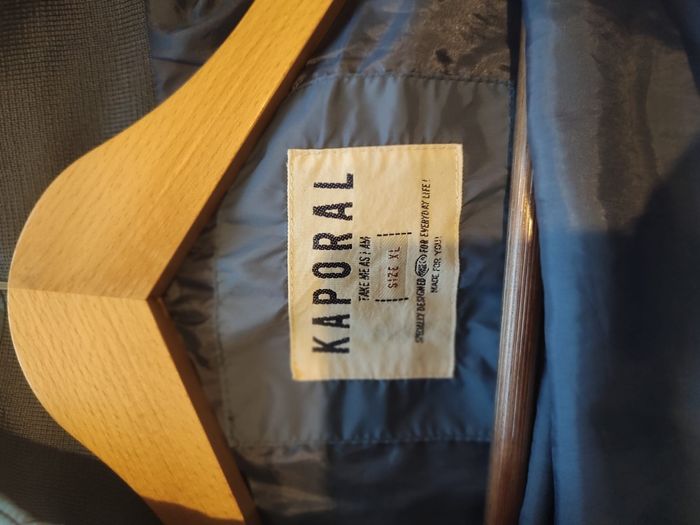 KAPORAL
TAKE ME AS I AM
SIZE XL
SPECIALLY DESIGNED FOR EVERYDAY LIFE!
MADE FOR YOU!